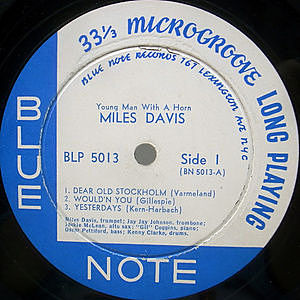 33⅓ MICROGROOVE LONG PLAYING
BLUE NOTE RECORDS 767 LEXINGTON AVE NYC
Young Man With A Horn
MILES DAVIS
BLP 5013 Side 1
(BN 5013-A)
1. DEAR OLD STOCKHOLM (Varmeland)
2. WOULD'N YOU (Gillespie)
3. YESTERDAYS (Kern-Harbach)
Miles Davis, trumpet; Jay Jay Johnson, trombone;
Jackie McLean, alto sax; "Gil" Coggins, piano;
Oscar Pettiford, bass; Kenny Clarke, drums.
BLUE
NOTE